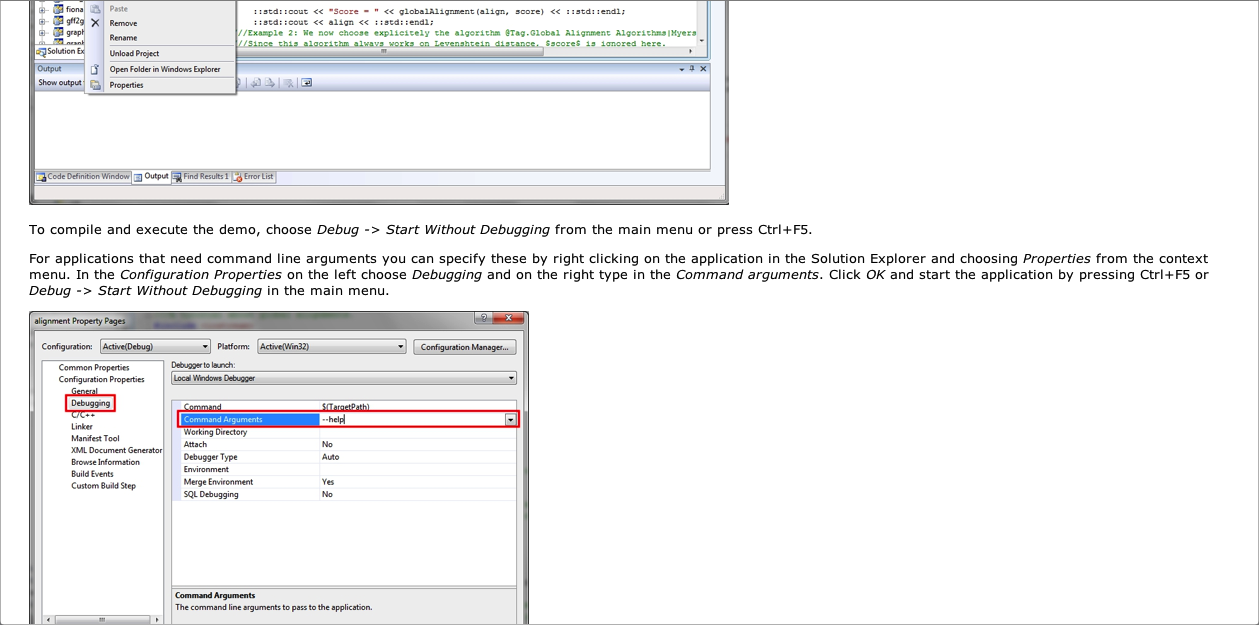 Paste
Remove
Rename
Unload Project
Open Folder in Windows Explorer
Properties
fiona
gff2g
graph
Solution Ex
::std::cout << "Score = " << globalAlignment(align, score) << ::std::endl;
::std::cout << align << ::std::endl;
//Example 2: We now choose explicitely the algorithm @Tag.Global Alignment Algorithms|Myers
//Since this algorithm always works on Levenshtein distance, $score$ is ignored here.
Output
Show output
Code Definition Window Output Find Results 1 Error List
To compile and execute the demo, choose Debug -> Start Without Debugging from the main menu or press Ctrl+F5.
For applications that need command line arguments you can specify these by right clicking on the application in the Solution Explorer and choosing Properties from the context
menu. In the Configuration Properties on the left choose Debugging and on the right type in the Command arguments. Click OK and start the application by pressing Ctrl+F5 or
Debug -> Start Without Debugging in the main menu.
alignment Property Pages
Configuration: Active(Debug) Platform: Active(Win32) Configuration Manager...
Common Properties
Configuration Properties
General
Debugging
C/C++
Linker
Manifest Tool
XML Document Generator
Browse Information
Build Events
Custom Build Step
Debugger to launch:
Local Windows Debugger
Command $(TargetPath)
Command Arguments --help
Working Directory
Attach No
Debugger Type Auto
Environment
Merge Environment Yes
SQL Debugging No
Command Arguments
The command line arguments to pass to the application.